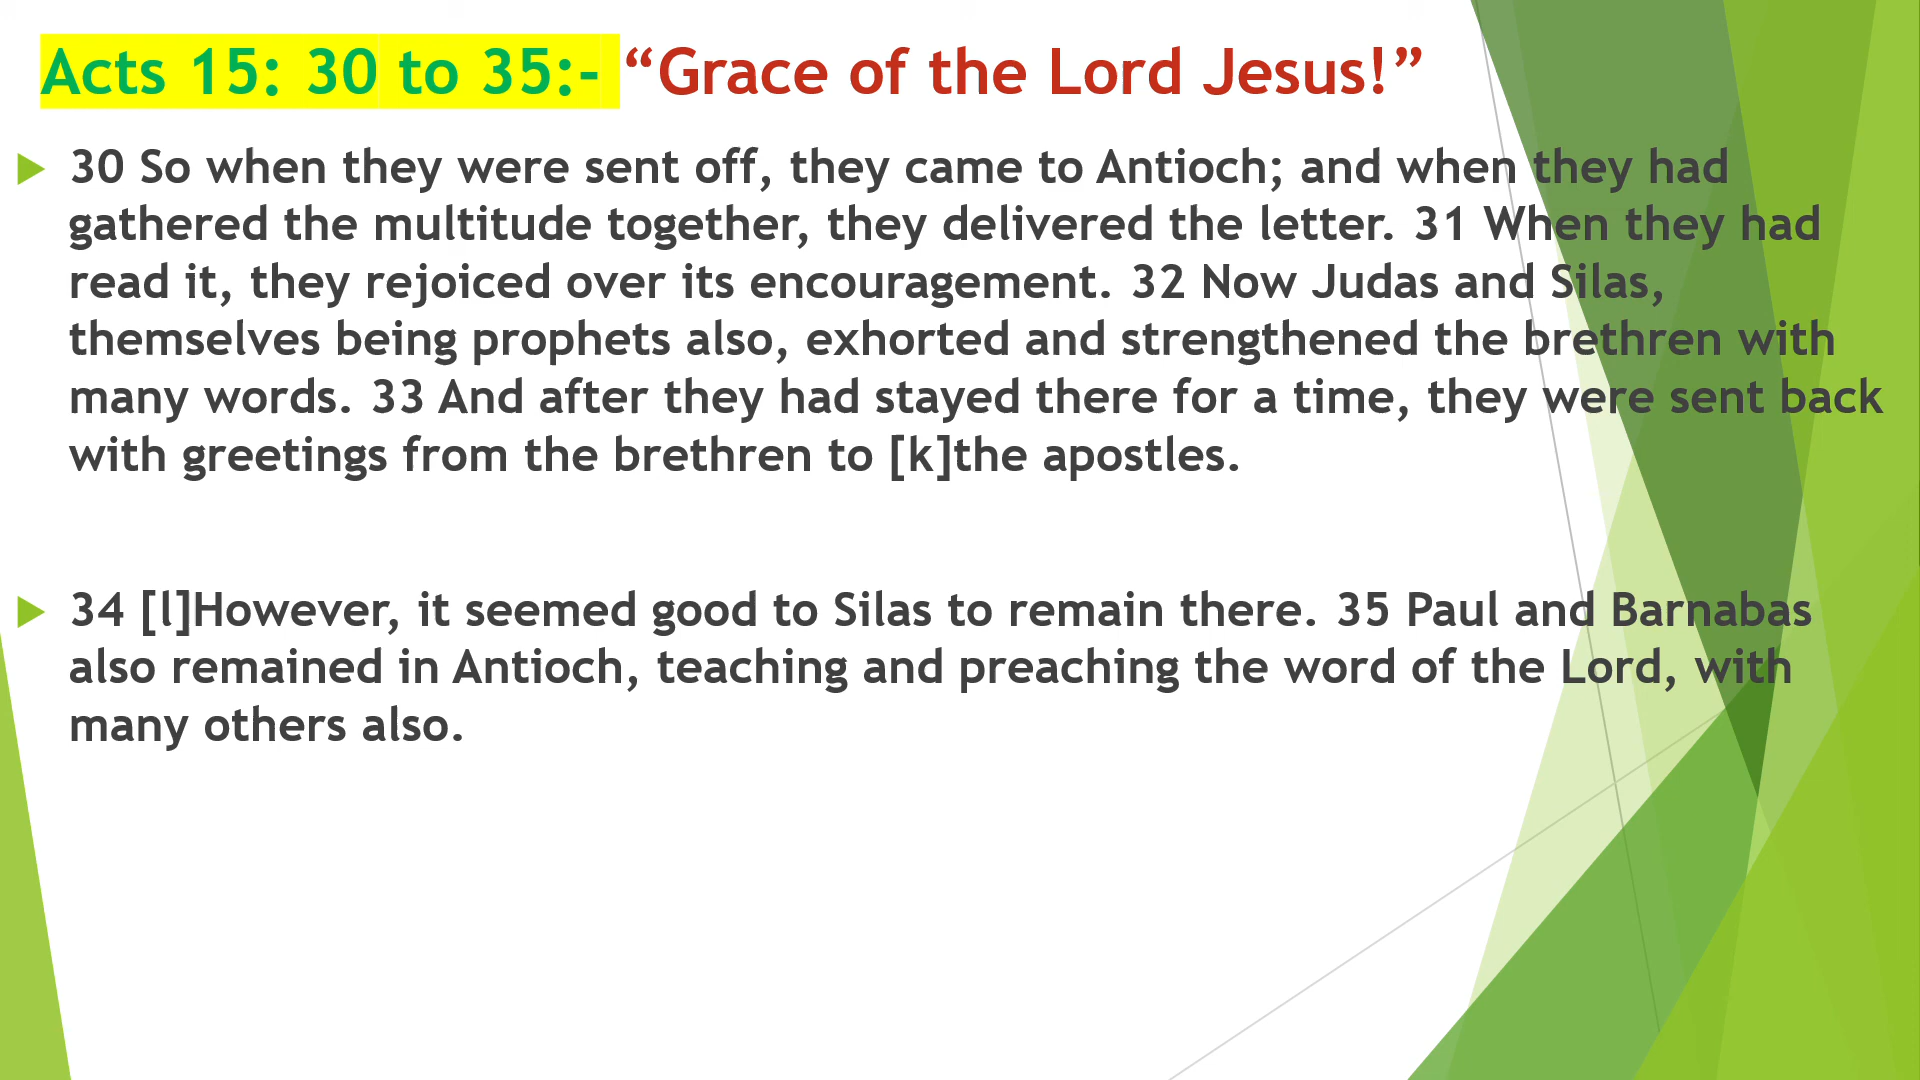 Acts 15: 30 to 35:- “Grace of the Lord Jesus!”
30 So when they were sent off, they came to Antioch; and when they had
gathered the multitude together, they delivered the letter. 31 When they had
read it, they rejoiced over its encouragement. 32 Now Judas and Silas,
themselves being prophets also, exhorted and strengthened the brethren with
many words. 33 And after they had stayed there for a time, they were sent back
with greetings from the brethren to [k]the apostles.
34 [l]However, it seemed good to Silas to remain there. 35 Paul and Barnabas
also remained in Antioch, teaching and preaching the word of the Lord, with
many others also.